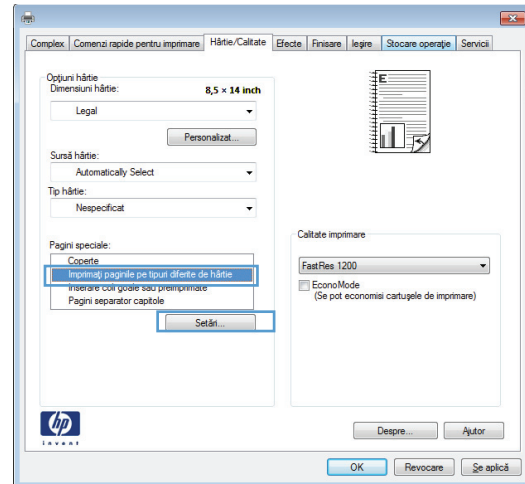 Complex Comenzi rapide pentru imprimare Hârtie/Calitate Efecte Finisare Ieşire Stocare operaţie Servicii
Opţiuni hârtie
Dimensiuni hârtie: 8,5 × 14 inch
Legal
Personalizat...
Sursă hârtie:
Automatically Select
Tip hârtie:
Nespecificat
Pagini speciale:
Coperte
Imprimaţi paginile pe tipuri diferite de hârtie
Inserare coli goale sau preimprimate
Pagini separator capitole
Setări...
E
Calitate imprimare
FastRes 1200
EconoMode
(Se pot economisi cartuşele de imprimare)
hp
invent
Despre... Ajutor
OK Revocare Se aplică